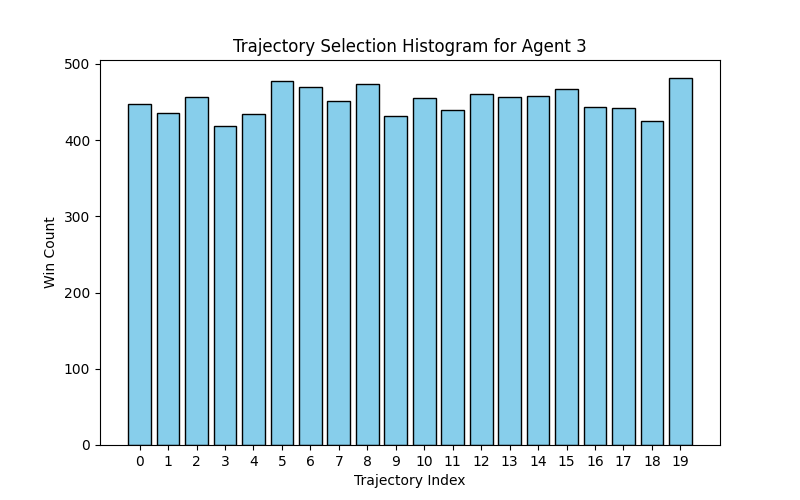 Trajectory Selection Histogram for Agent 3
500
400
300
200
100
0
Win Count
0 1 2 3 4 5 6 7 8 9 10 11 12 13 14 15 16 17 18 19
Trajectory Index